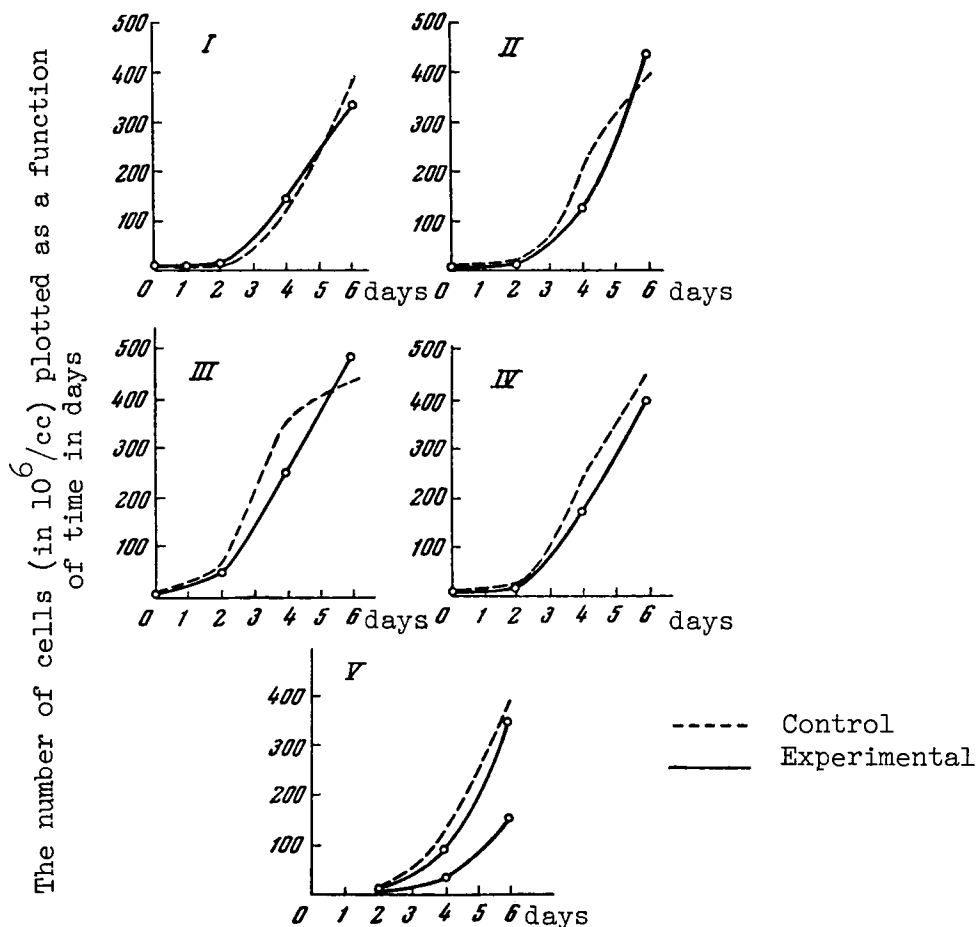 The number of cells (in 10^6/cc) plotted as a function
of time in days
I
500
400
300
200
100
0 1 2 3 4 5 6 days
II
500
400
300
200
100
0 1 2 3 4 5 6 days
III
500
400
300
200
100
0 1 2 3 4 5 6 days
IV
500
400
300
200
100
0 1 2 3 4 5 6 days
V
400
300
200
100
0 1 2 3 4 5 6 days
Control
Experimental